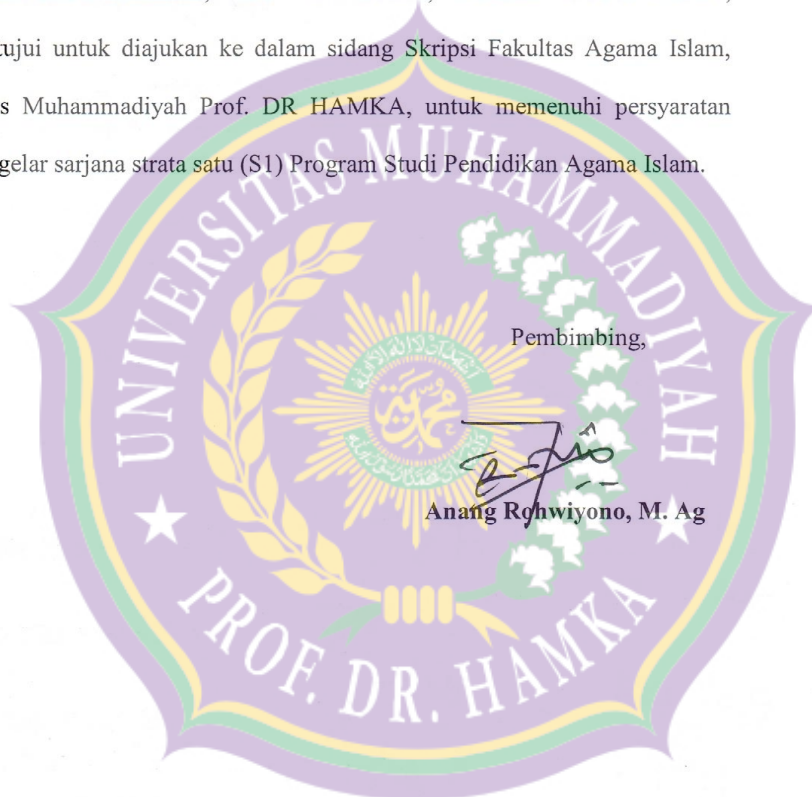 tujui untuk diajukan ke dalam sidang Skripsi Fakultas Agama Islam,
s Muhammadiyah Prof. DR HAMKA, untuk memenuhi persyaratan
gelar sarjana strata satu (S1) Program Studi Pendidikan Agama Islam.
UNIVERSITAS MUHAMMADIYAH
Pembimbing,
محمدية
Anang Rohwiyono, M. Ag
PROF. DR. HAMKA